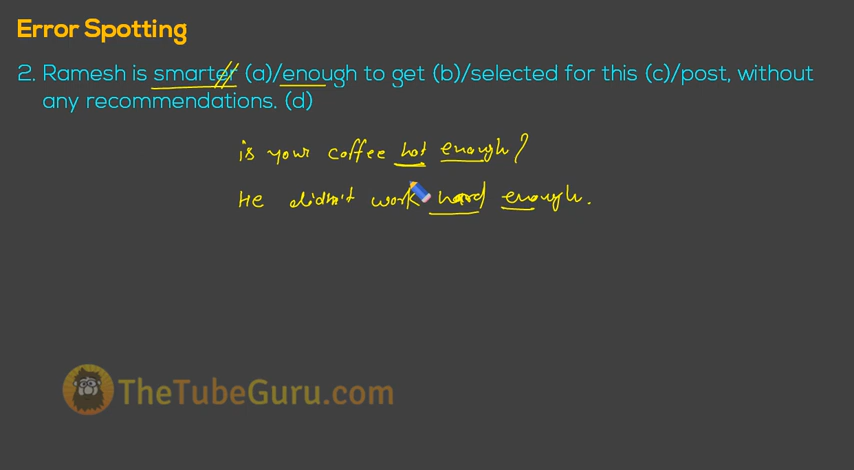 Error Spotting
2. Ramesh is smarter (a)/enough to get (b)/selected for this (c)/post, without
any recommendations. (d)
is your coffee hot enough?
He didn't work hard enough.
TheTubeGuru.com